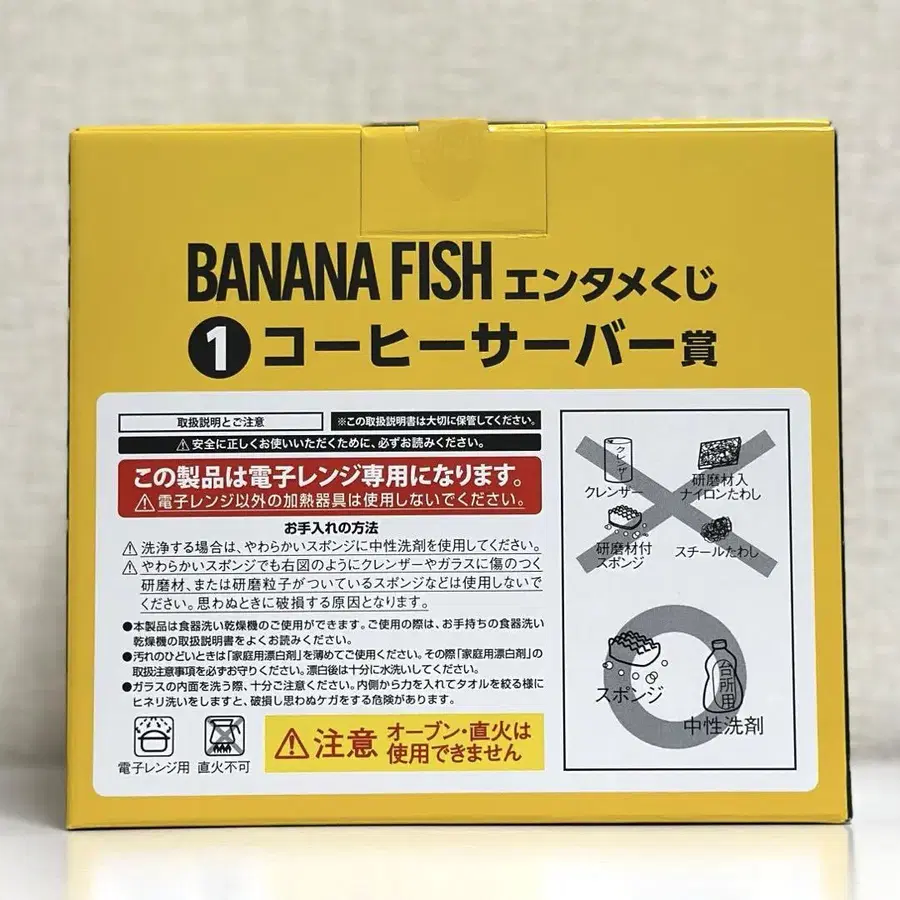 BANANA FISH エンタメくじ
1 コーヒーサーバー賞
取扱説明とご注意
※この取扱説明書は大切に保管してください。
⚠安全に正しくお使いいただくために、必ずお読みください。
この製品は電子レンジ専用になります。
⚠電子レンジ以外の加熱器具は使用しないでください。
お手入れの方法
⚠洗浄する場合は、やわらかいスポンジに中性洗剤を使用してください。
⚠やわらかいスポンジでも右図のようにクレンザーやガラスに傷のつく
研磨材、または研磨粒子がついているスポンジなどは使用しないで
ください。思わぬときに破損する原因となります。
●本製品は食器洗い乾燥機のご使用ができます。ご使用の際は、お手持ちの食器洗い
乾燥機の取扱説明書をよくお読みください。
●汚れのひどいときは「家庭用漂白剤」を薄めてご使用ください。その際「家庭用漂白剤」の
取扱注意事項を必ずお守りください。漂白後は十分に水洗いしてください。
●ガラスの内面を洗う際、十分ご注意ください。内側から力を入れてタオルを絞る様に
ヒネリ洗いをしますと、破損し思わぬケガをする危険があります。
電子レンジ用
直火不可
⚠注意 オーブン・直火は
使用できません
クレンザー
クレンザー
研磨材入
ナイロンたわし
研磨材付
スポンジ
スチールたわし
スポンジ
台所用
中性洗剤